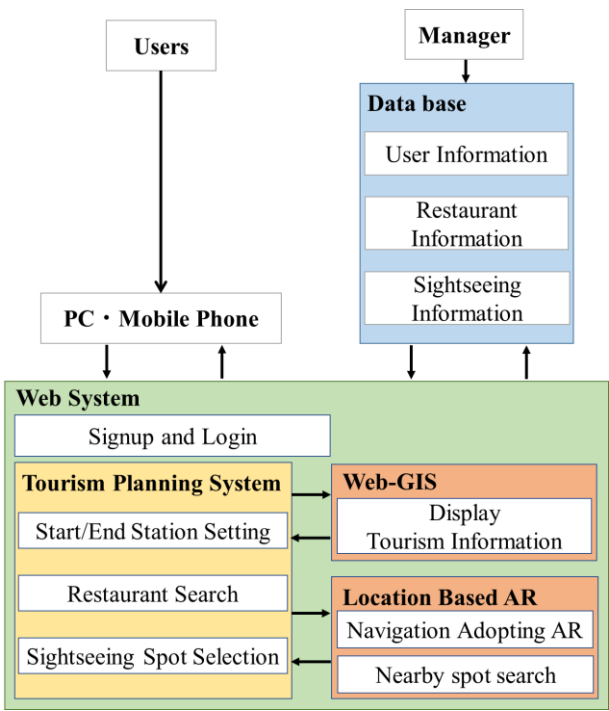 Users
Manager
Data base
User Information
Restaurant
Information
Sightseeing
Information
PC・Mobile Phone
Web System
Signup and Login
Tourism Planning System
Start/End Station Setting
Restaurant Search
Sightseeing Spot Selection
Web-GIS
Display
Tourism Information
Location Based AR
Navigation Adopting AR
Nearby spot search